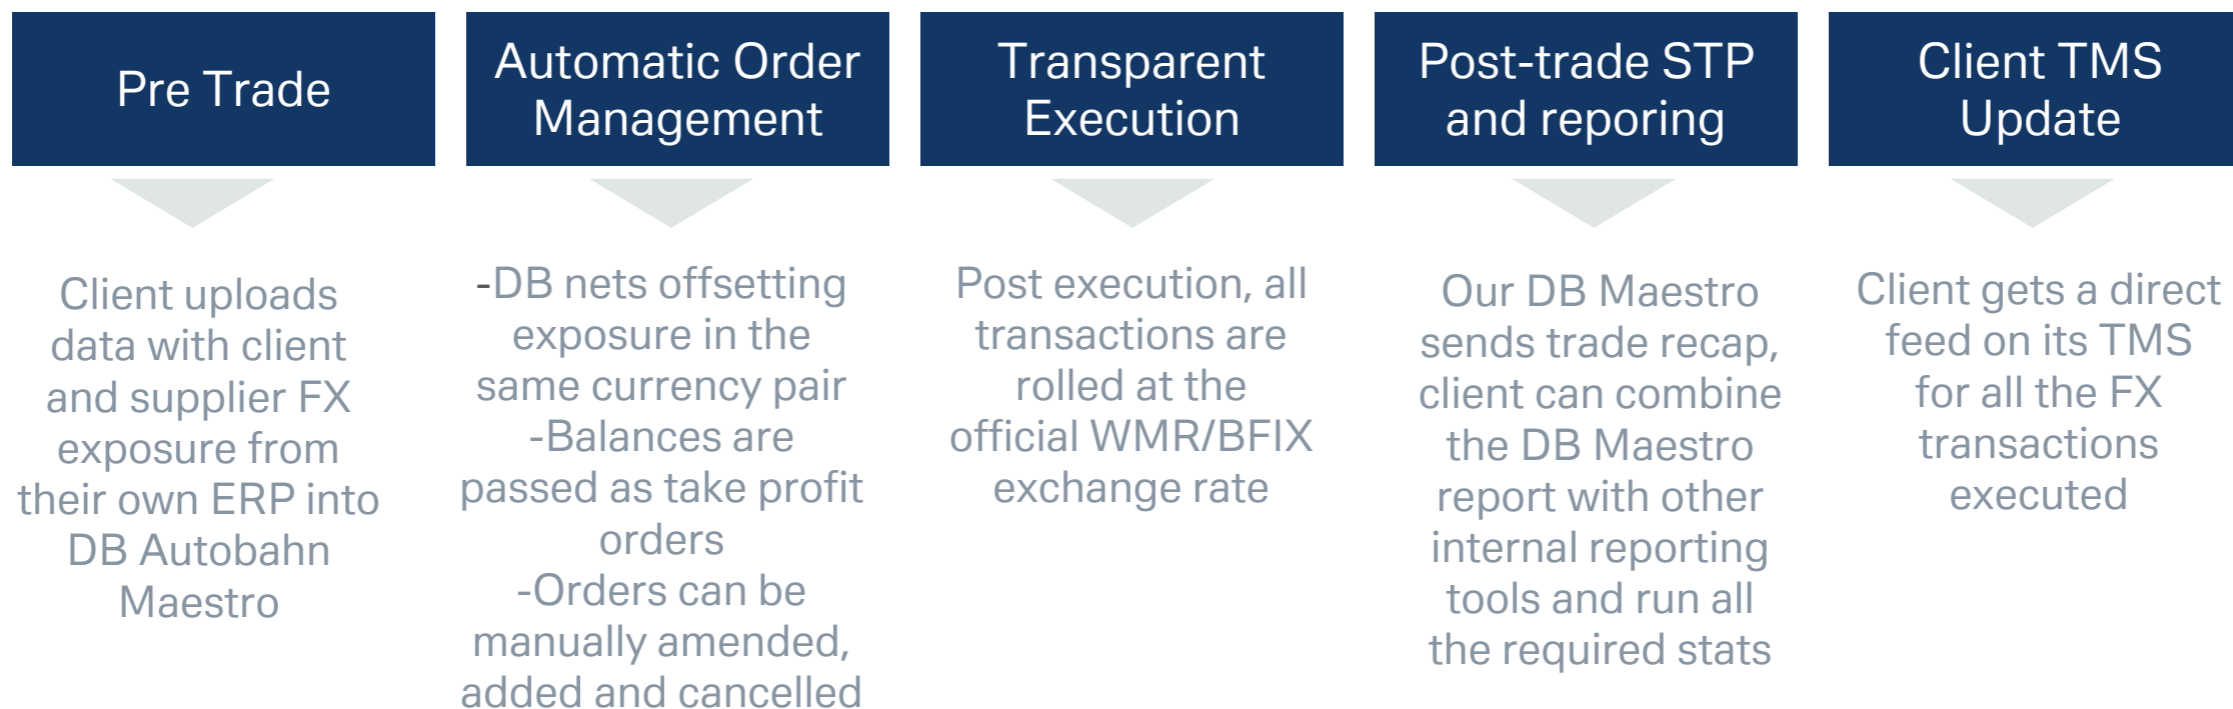 Pre Trade
Client uploads
data with client
and supplier FX
exposure from
their own ERP into
DB Autobahn
Maestro
Automatic Order
Management
-DB nets offsetting
exposure in the
same currency pair
-Balances are
passed as take profit
orders
-Orders can be
manually amended,
added and cancelled
Transparent
Execution
Post execution, all
transactions are
rolled at the
official WMR/BFIX
exchange rate
Post-trade STP
and reporing
Our DB Maestro
sends trade recap,
client can combine
the DB Maestro
report with other
internal reporting
tools and run all
the required stats
Client TMS
Update
Client gets a direct
feed on its TMS
for all the FX
transactions
executed